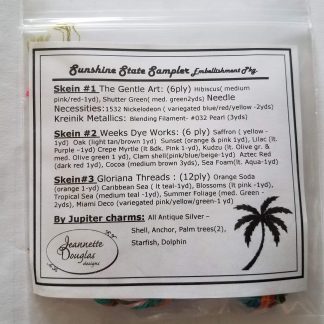 Sunshine State Sampler Embellishment Pkg.
Skein #1 The Gentle Art: (6ply) Hibiscus( medium
pink/red-1yd), Shutter Green( med. green2yds) Needle
Necessities:1532 Nickelodeon ( variegated blue/red/yellow -2yds)
Kreinik Metallics: Blending Filament- #032 Pearl (3yds)
Skein #2 Weeks Dye Works: (6 ply) Saffron ( yellow -
1yd) Oak (light tan/brown 1yd) Sunset (orange & pink 1yd), Lilac (lt.
Purple -1yd) Crepe Myrtle (lt &dk, Pink 1-yd), Kudzu (lt. Olive gr. &
med. Olive green 1 yd), Clam shell(pink/blue/beige-1yd) Aztec Red
(dark red 1yd), Cocoa (medium brown 3yds), Sea Foam(lt. Aqua-1yd)
Skein#3 Gloriana Threads : (12ply) Orange Soda
(orange 1-yd) Caribbean Sea ( lt teal-1yd), Blossoms (lt pink -1yd),
Tropical Sea (medium teal -1yd), Summer Foliage (med. Green
-2yds), Miami Deco (variegated pink/yellow/green-1 yd)
By Jupiter charms: All Antique Silver –
Shell, Anchor, Palm trees(2),
Starfish, Dolphin
Jeannette
Douglas
designs